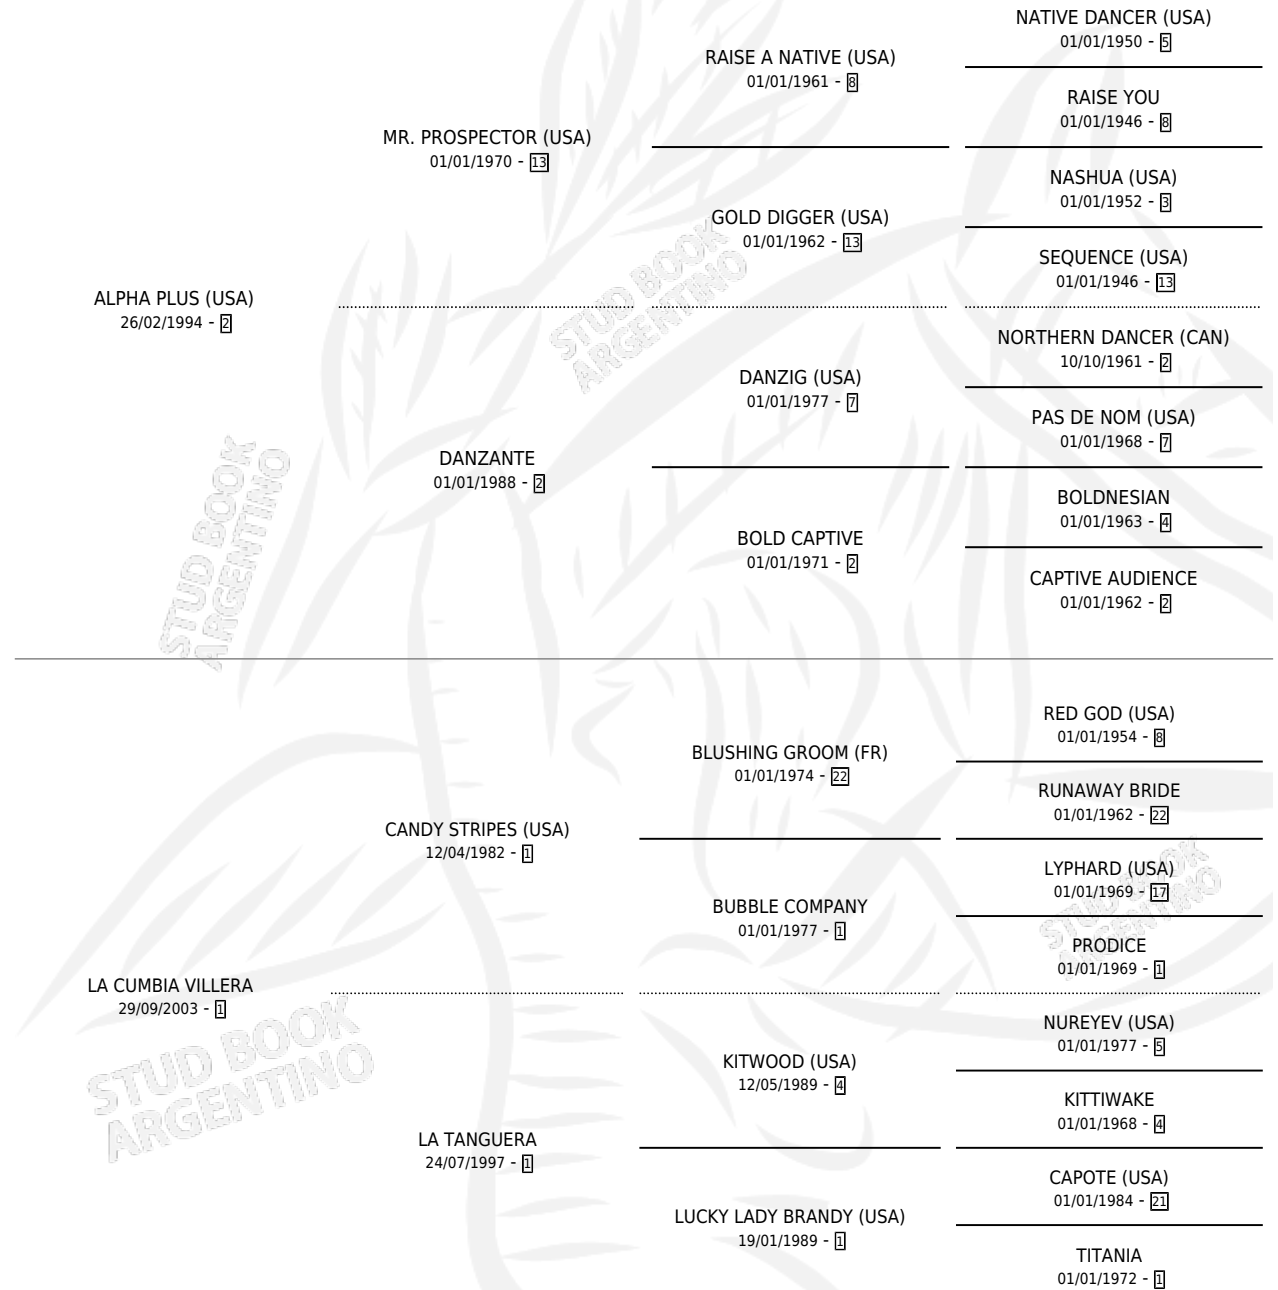 NATIVE DANCER (USA)
01/01/1950 - 5
RAISE A NATIVE (USA)
01/01/1961 - 8
RAISE YOU
01/01/1946 - 8
MR. PROSPECTOR (USA)
01/01/1970 - 13
NASHUA (USA)
01/01/1952 - 3
GOLD DIGGER (USA)
01/01/1962 - 13
SEQUENCE (USA)
01/01/1946 - 13
ALPHA PLUS (USA)
26/02/1994 - 2
STUD BOOK
ARGENTINO
NORTHERN DANCER (CAN)
10/10/1961 - 2
DANZIG (USA)
01/01/1977 - 7
PAS DE NOM (USA)
01/01/1968 - 7
DANZANTE
01/01/1988 - 2
BOLDNESIAN
01/01/1963 - 4
BOLD CAPTIVE
01/01/1971 - 2
CAPTIVE AUDIENCE
01/01/1962 - 2
STUD BOOK
ARGENTINO
RED GOD (USA)
01/01/1954 - 8
BLUSHING GROOM (FR)
01/01/1974 - 22
RUNAWAY BRIDE
01/01/1962 - 22
CANDY STRIPES (USA)
12/04/1982 - 1
LYPHARD (USA)
01/01/1969 - 17
BUBBLE COMPANY
01/01/1977 - 1
STUD BOOK
ARGENTINO
PRODICE
01/01/1969 - 1
LA CUMBIA VILLERA
29/09/2003 - 1
NUREYEV (USA)
01/01/1977 - 5
KITWOOD (USA)
12/05/1989 - 4
KITTIWAKE
01/01/1968 - 4
STUD BOOK
ARGENTINO
LA TANGUERA
24/07/1997 - 1
CAPOTE (USA)
01/01/1984 - 21
LUCKY LADY BRANDY (USA)
19/01/1989 - 1
TITANIA
01/01/1972 - 1